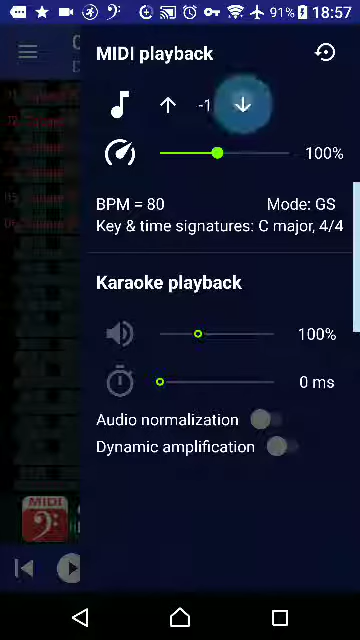 91% 18:57
MIDI playback
-1
100%
BPM = 80 Mode: GS
Key & time signatures: C major, 4/4
Karaoke playback
100%
0 ms
Audio normalization
Dynamic amplification
MIDI